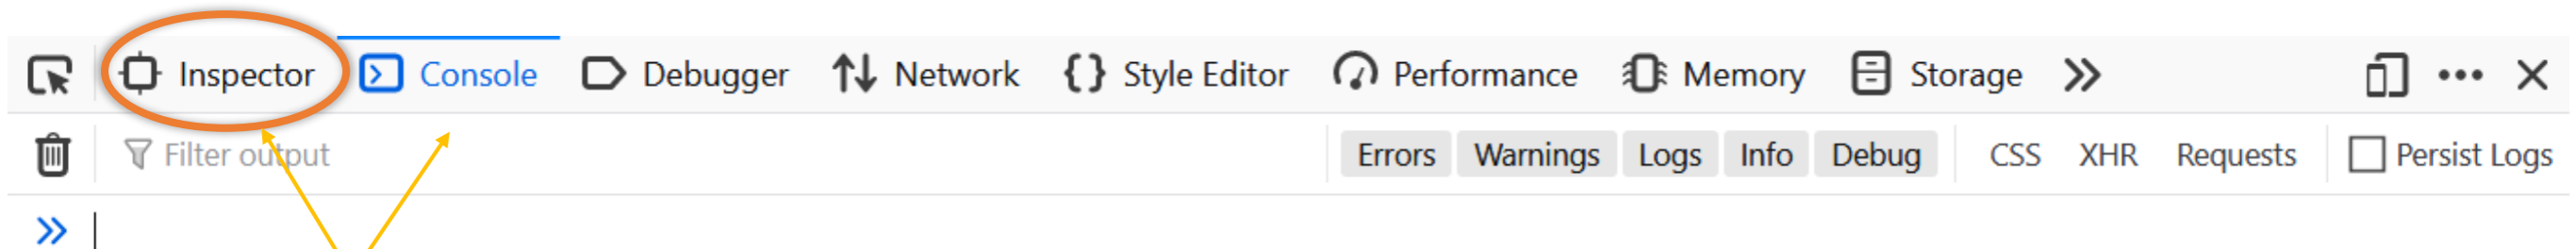 Inspector Console Debugger Network Style Editor Performance Memory Storage
Filter output Errors Warnings Logs Info Debug CSS XHR Requests Persist Logs